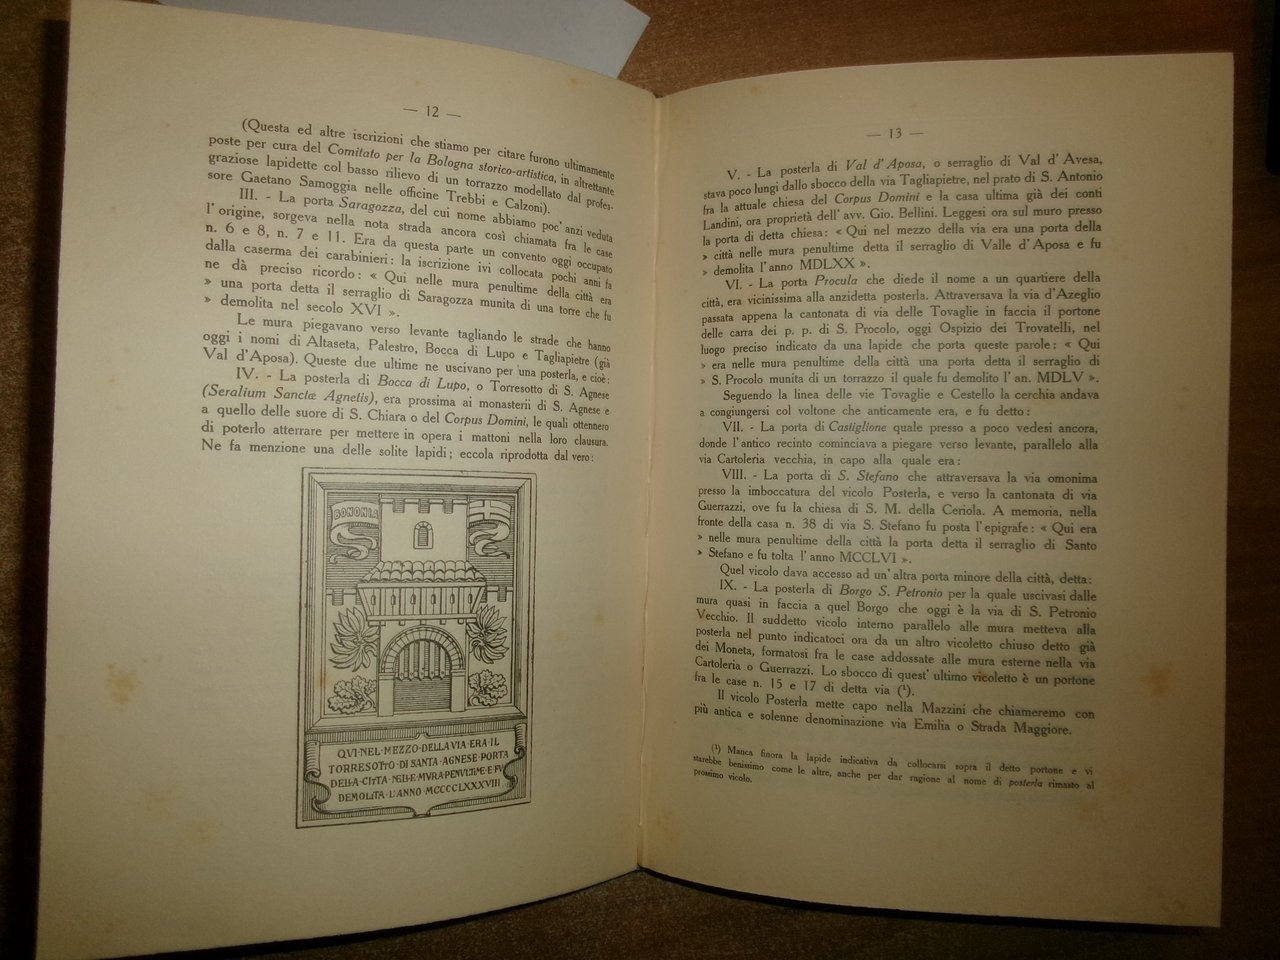 — 12 —
(Questa ed altre iscrizioni che stiamo per citare furono ultimamente
poste per cura del Comitato per la Bologna storico-artistica, in altrettante
graziose lapidette col basso rilievo di un torrazzo modellato dal profes-
sore Gaetano Samoggia nelle officine Trebbi e Calzoni).
III. - La porta Saragozza, del cui nome abbiamo poc'anzi veduta
l'origine, sorgeva nella nota strada ancora così chiamata fra le case
n. 6 e 8, n. 7 e 11. Era da questa parte un convento oggi occupato
dalla caserma dei carabinieri: la iscrizione ivi collocata pochi anni fa
ne dà preciso ricordo: « Qui nelle mura penultime della città era
» una porta detta il serraglio di Saragozza munita di una torre che fu
» demolita nel secolo XVI ».
Le mura piegavano verso levante tagliando le strade che hanno
oggi i nomi di Altaseta, Palestro, Bocca di Lupo e Tagliapietre (già
Val d'Aposa). Queste due ultime ne uscivano per una posterla, e cioè:
IV. - La posterla di Bocca di Lupo, o Torresotto di S. Agnese
(Seralium Sanctæ Agnetis), era prossima ai monasterii di S. Agnese e
a quello delle suore di S. Chiara o del Corpus Domini, le quali ottennero
di poterlo atterrare per mettere in opera i mattoni nella loro clausura.
Ne fa menzione una delle solite lapidi; eccola riprodotta dal vero:
BONONIA
QVI·NEL·MEZZO·DELLA·VIA·ERA·IL
TORRESOTTO·DI·SANTA·AGNESE·PORTA
DELLA·CITTA·NELLE·MVRA·PENVLTIME·E·FV
DEMOLITA·L'ANNO·MCCCCLXXXVIII
— 13 —
V. - La posterla di Val d'Aposa, o serraglio di Val d'Avesa,
stava poco lungi dallo sbocco della via Tagliapietre, nel prato di S. Antonio
fra la attuale chiesa del Corpus Domini e la casa ultima già dei conti
Landini, ora proprietà dell'avv. Gio. Bellini. Leggesi ora sul muro presso
la porta di detta chiesa: « Qui nel mezzo della via era una porta della
» città nelle mura penultime detta il serraglio di Valle d'Aposa e fu
» demolita l'anno MDLXX ».
VI. - La porta Procula che diede il nome a un quartiere della
città, era vicinissima alla anzidetta posterla. Attraversava la via d'Azeglio
passata appena la cantonata di via delle Tovaglie in faccia il portone
delle carra dei p. p. di S. Procolo, oggi Ospizio dei Trovatelli, nel
luogo preciso indicato da una lapide che porta queste parole: « Qui
» era nelle mura penultime della città una porta detta il serraglio di
» S. Procolo munita di un torrazzo il quale fu demolito l'an. MDLV ».
Seguendo la linea delle vie Tovaglie e Cestello la cerchia andava
a congiungersi col voltone che anticamente era, e fu detto:
VII. - La porta di Castiglione quale presso a poco vedesi ancora,
donde l'antico recinto cominciava a piegare verso levante, parallelo alla
via Cartoleria vecchia, in capo alla quale era:
VIII. - La porta di S. Stefano che attraversava la via omonima
presso la imboccatura del vicolo Posterla, e verso la cantonata di via
Guerrazzi, ove fu la chiesa di S. M. della Ceriola. A memoria, nella
fronte della casa n. 38 di via S. Stefano fu posta l'epigrafe: « Qui era
» nelle mura penultime della città la porta detta il serraglio di Santo
» Stefano e fu tolta l'anno MCCLVI ».
Quel vicolo dava accesso ad un'altra porta minore della città, detta:
IX. - La posterla di Borgo S. Petronio per la quale uscivasi dalle
mura quasi in faccia a quel Borgo che oggi è la via di S. Petronio
Vecchio. Il suddetto vicolo interno parallelo alle mura metteva alla
posterla nel punto indicatoci ora da un altro vicoletto chiuso detto già
dei Moneta, formatosi fra le case addossate alle mura esterne nella via
Cartoleria o Guerrazzi. Lo sbocco di quest'ultimo vicoletto è un portone
fra le case n. 15 e 17 di detta via (¹).
Il vicolo Posterla mette capo nella Mazzini che chiameremo con
più antica e solenne denominazione via Emilia o Strada Maggiore.
(¹) Manca finora la lapide indicativa da collocarsi sopra il detto portone e vi
starebbe benissimo come le altre, anche per dar ragione al nome di posterla rimasto al
prossimo vicolo.